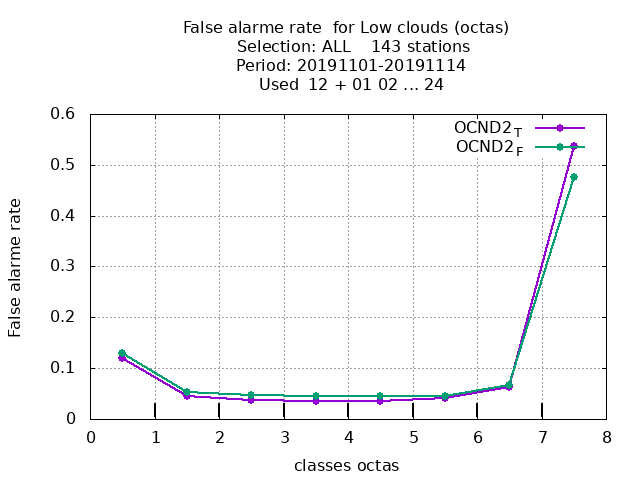 False alarme rate  for Low clouds (octas)
Selection: ALL    143 stations
Period: 20191101-20191114
Used  12 + 01 02 ... 24
OCND2T
OCND2F
0.6
0.5
0.4
0.3
0.2
0.1
0
False alarme rate
0 1 2 3 4 5 6 7 8
classes octas